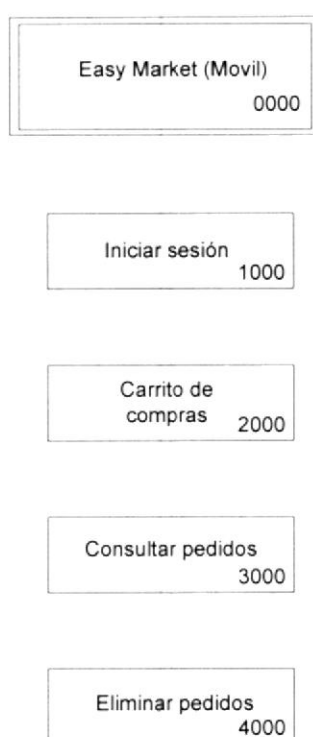 Easy Market (Movil)
0000
Iniciar sesión
1000
Carrito de
compras
2000
Consultar pedidos
3000
Eliminar pedidos
4000